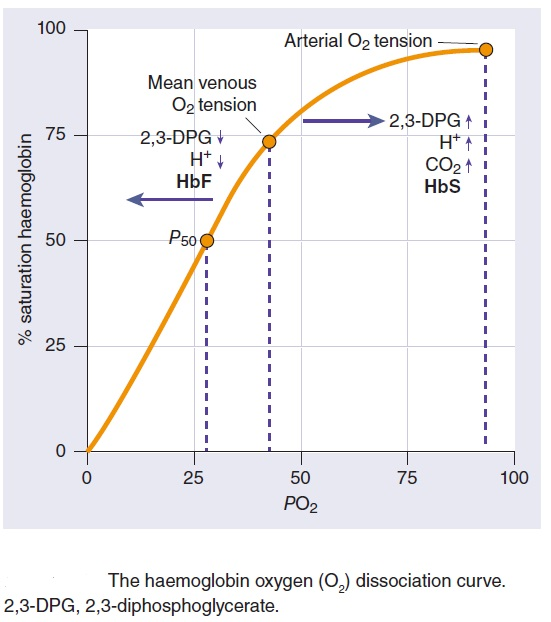 100
Arterial O₂ tension
Mean venous
O₂ tension
2,3-DPG ↓
H⁺ ↓
HbF
2,3-DPG ↑
H⁺ ↑
CO₂ ↑
HbS
75
% saturation haemoglobin
P₅₀
50
25
0
0 25 50 75 100
PO₂
The haemoglobin oxygen (O₂) dissociation curve.
2,3-DPG, 2,3-diphosphoglycerate.